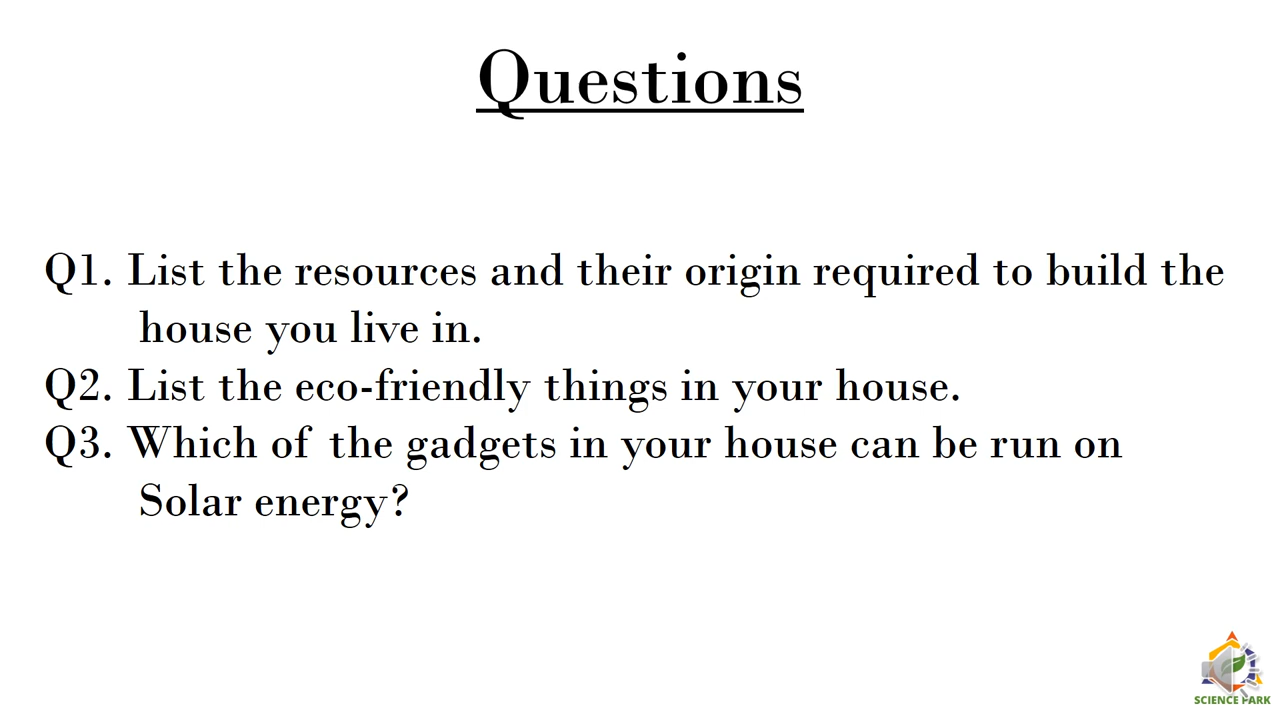 Questions
Q1. List the resources and their origin required to build the
house you live in.
Q2. List the eco-friendly things in your house.
Q3. Which of the gadgets in your house can be run on
Solar energy?
SCIENCE PARK